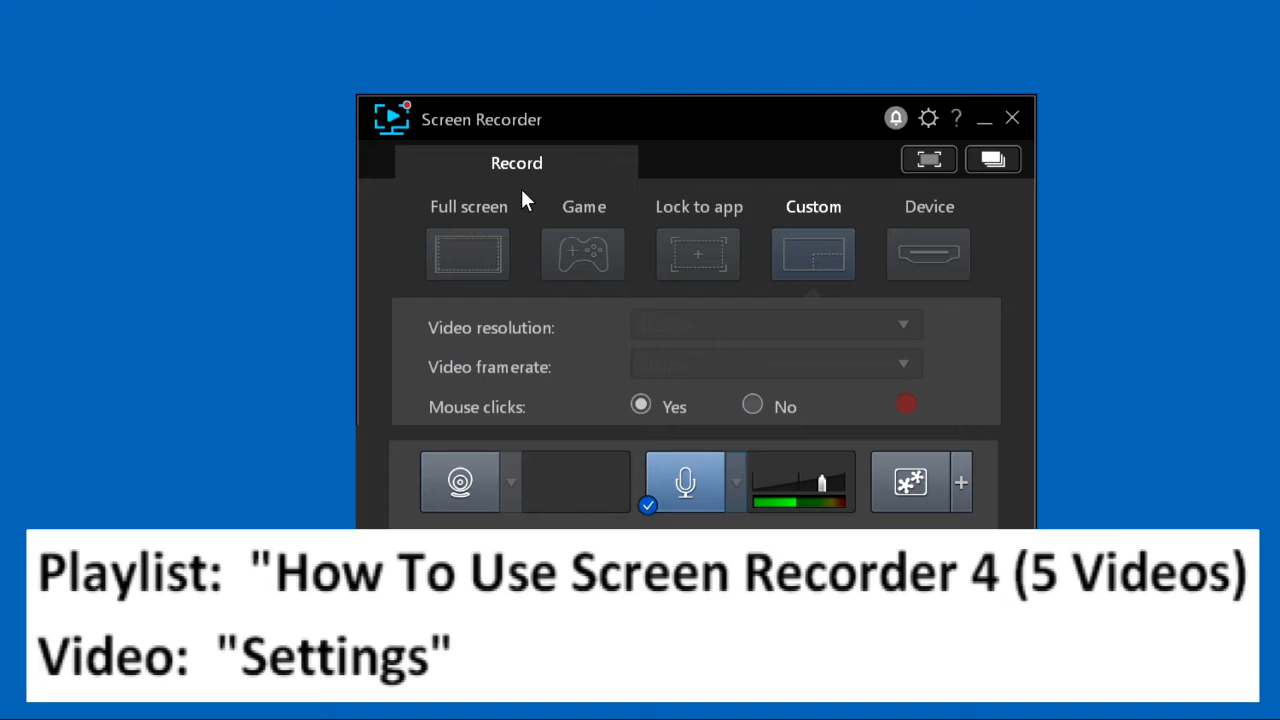 Screen Recorder
?
Record
Full screen Game Lock to app Custom Device
Video resolution:
Video framerate:
Mouse clicks: Yes No
Playlist: "How To Use Screen Recorder 4 (5 Videos)
Video: "Settings"